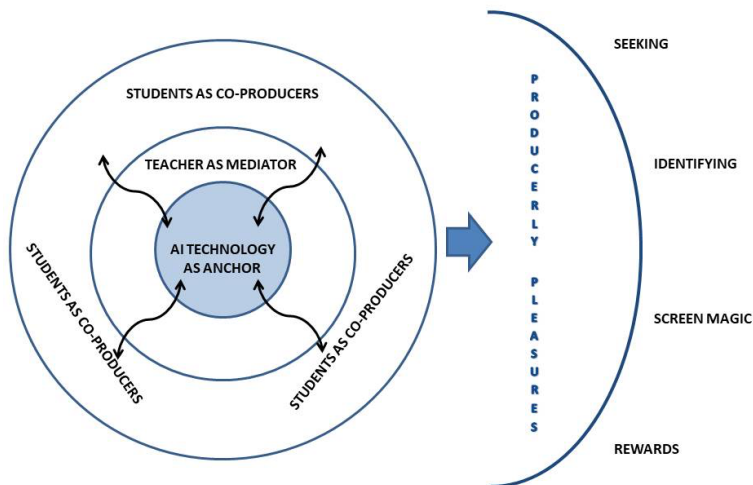 STUDENTS AS CO-PRODUCERS
TEACHER AS MEDIATOR
AI TECHNOLOGY
AS ANCHOR
STUDENTS AS CO-PRODUCERS
STUDENTS AS CO-PRODUCERS
PRODUCERLY PLEASURES
SEEKING
IDENTIFYING
SCREEN MAGIC
REWARDS